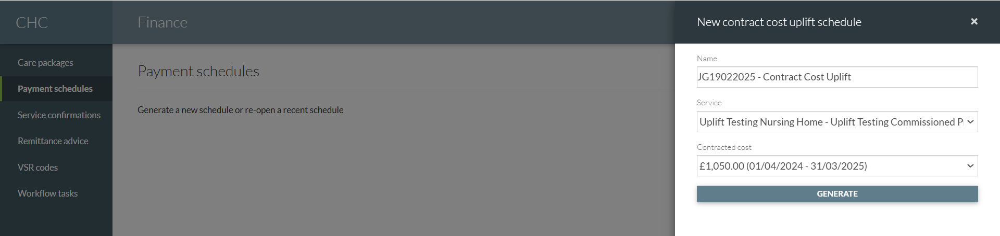 CHC
Care packages
Payment schedules
Service confirmations
Remittance advice
VSR codes
Workflow tasks
Finance
Payment schedules
Generate a new schedule or re-open a recent schedule
New contract cost uplift schedule
Name
JG19022025 - Contract Cost Uplift
Service
Uplift Testing Nursing Home - Uplift Testing Commissioned
Contracted cost
£1,050.00 (01/04/2024 - 31/03/2025)
GENERATE